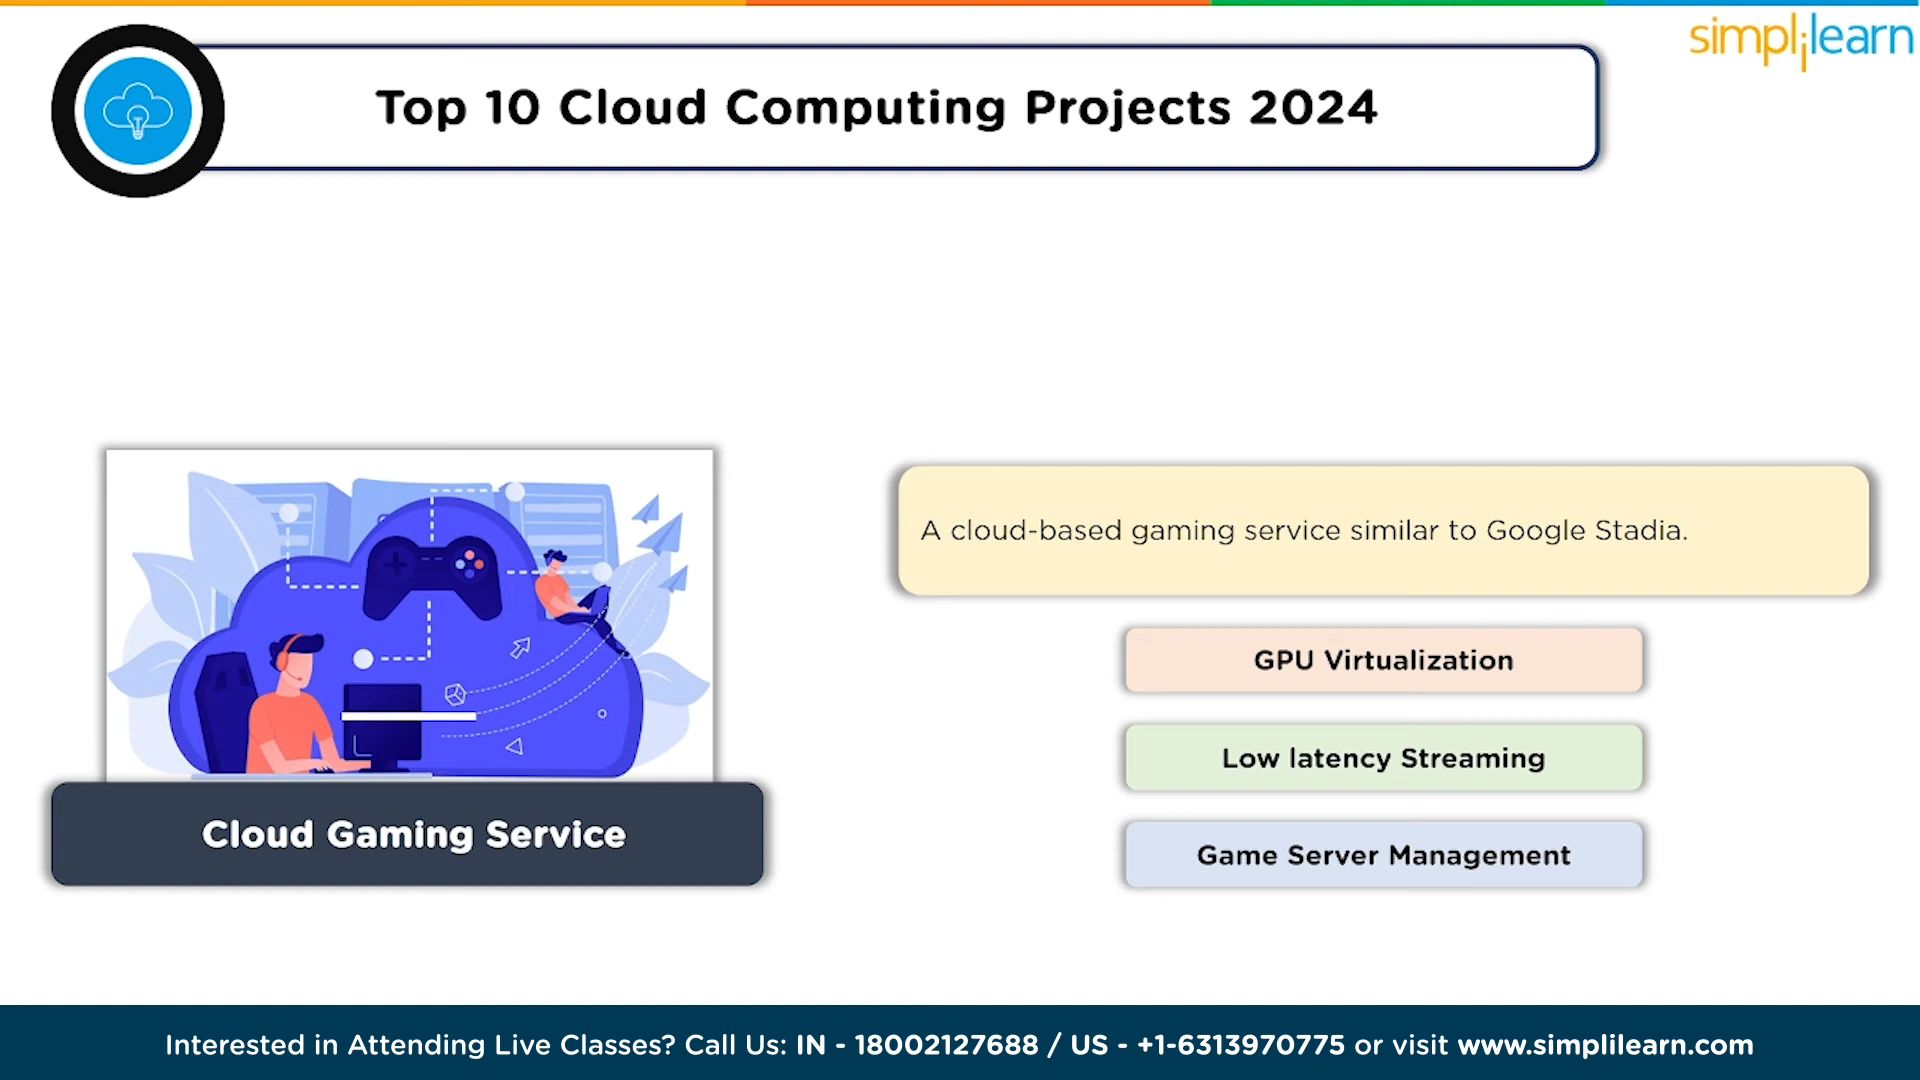 simplilearn
Top 10 Cloud Computing Projects 2024
A cloud-based gaming service similar to Google Stadia.
GPU Virtualization
Low latency Streaming
Game Server Management
Cloud Gaming Service
Interested in Attending Live Classes? Call Us: IN - 18002127688 / US - +1-6313970775 or visit www.simplilearn.com